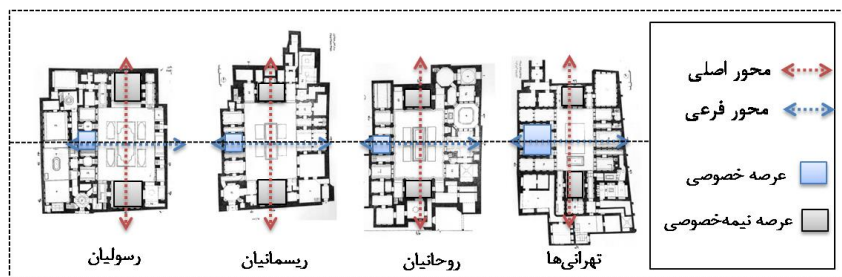 محور اصلی
محور فرعی
عرصه خصوصی
عرصه نیمه‌خصوصی
تهرانی‌ها
روحانیان
ریسمانیان
رسولیان